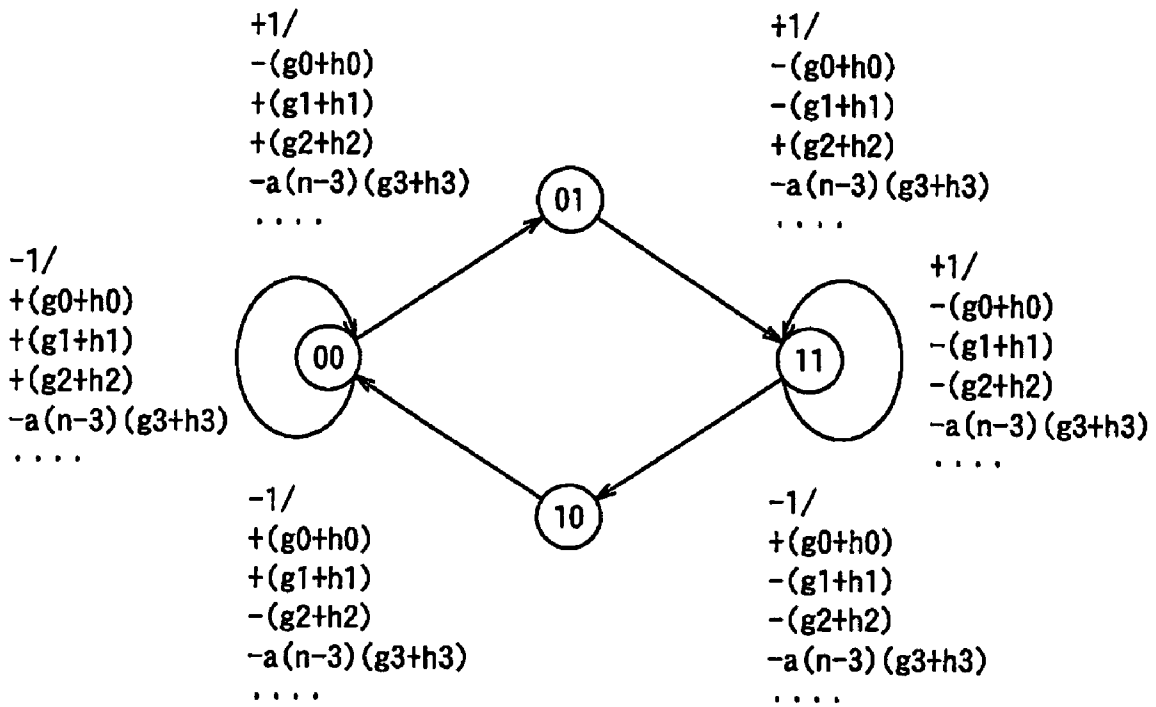 +1/
-(g0+h0)
+(g1+h1)
+(g2+h2)
-a(n-3)(g3+h3)
....
+1/
-(g0+h0)
-(g1+h1)
+(g2+h2)
-a(n-3)(g3+h3)
....
01
-1/
+(g0+h0)
+(g1+h1)
+(g2+h2)
-a(n-3)(g3+h3)
....
00
11
+1/
-(g0+h0)
-(g1+h1)
-(g2+h2)
-a(n-3)(g3+h3)
....
-1/
+(g0+h0)
+(g1+h1)
-(g2+h2)
-a(n-3)(g3+h3)
....
10
-1/
+(g0+h0)
-(g1+h1)
-(g2+h2)
-a(n-3)(g3+h3)
....